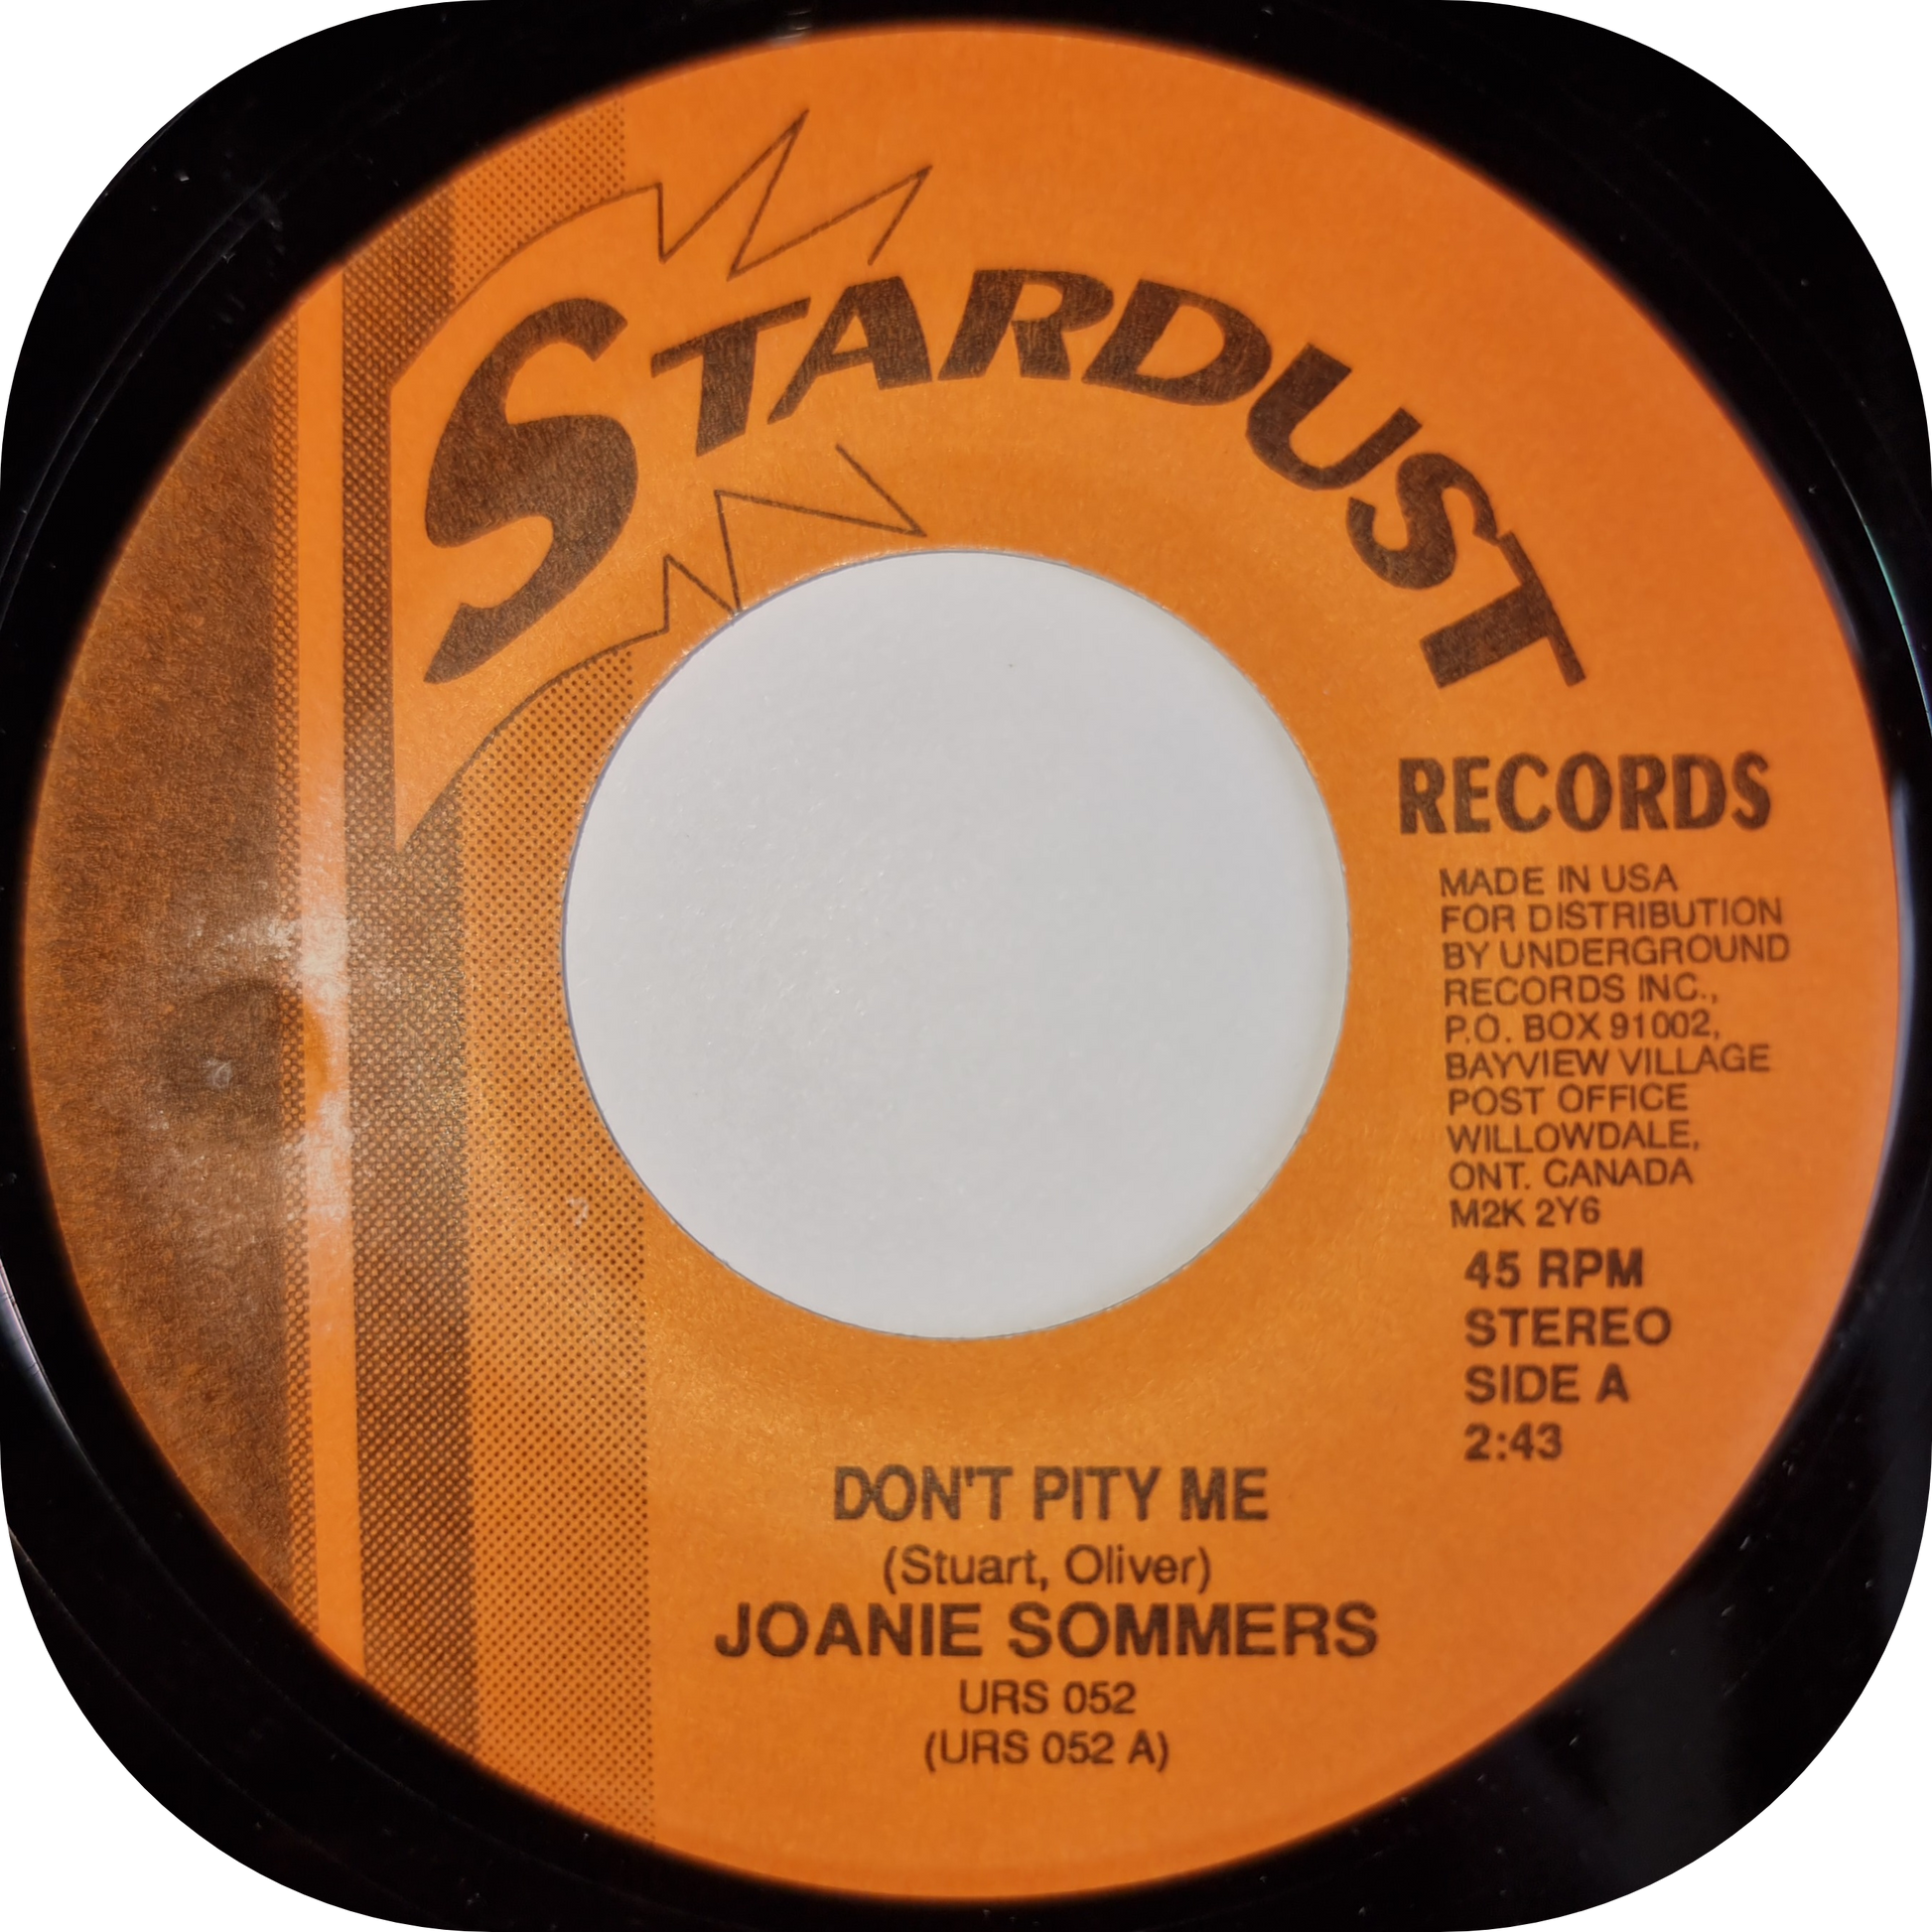 STARDUST
RECORDS
MADE IN USA
FOR DISTRIBUTION
BY UNDERGROUND
RECORDS INC.,
P.O. BOX 91002,
BAYVIEW VILLAGE
POST OFFICE
WILLOWDALE,
ONT. CANADA
M2K 2Y6
45 RPM
STEREO
SIDE A
2:43
DON'T PITY ME
(Stuart, Oliver)
JOANIE SOMMERS
URS 052
(URS 052 A)